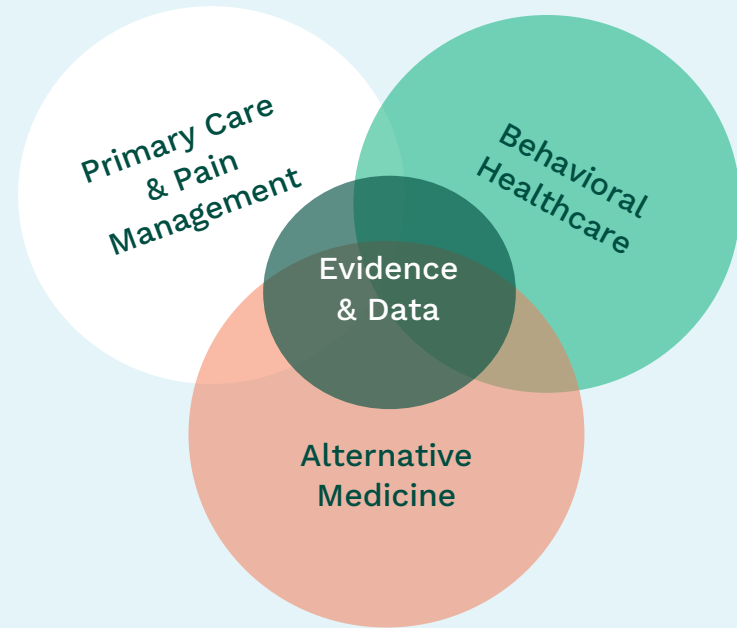 Primary Care
& Pain
Management
Behavioral
Healthcare
Evidence
& Data
Alternative
Medicine